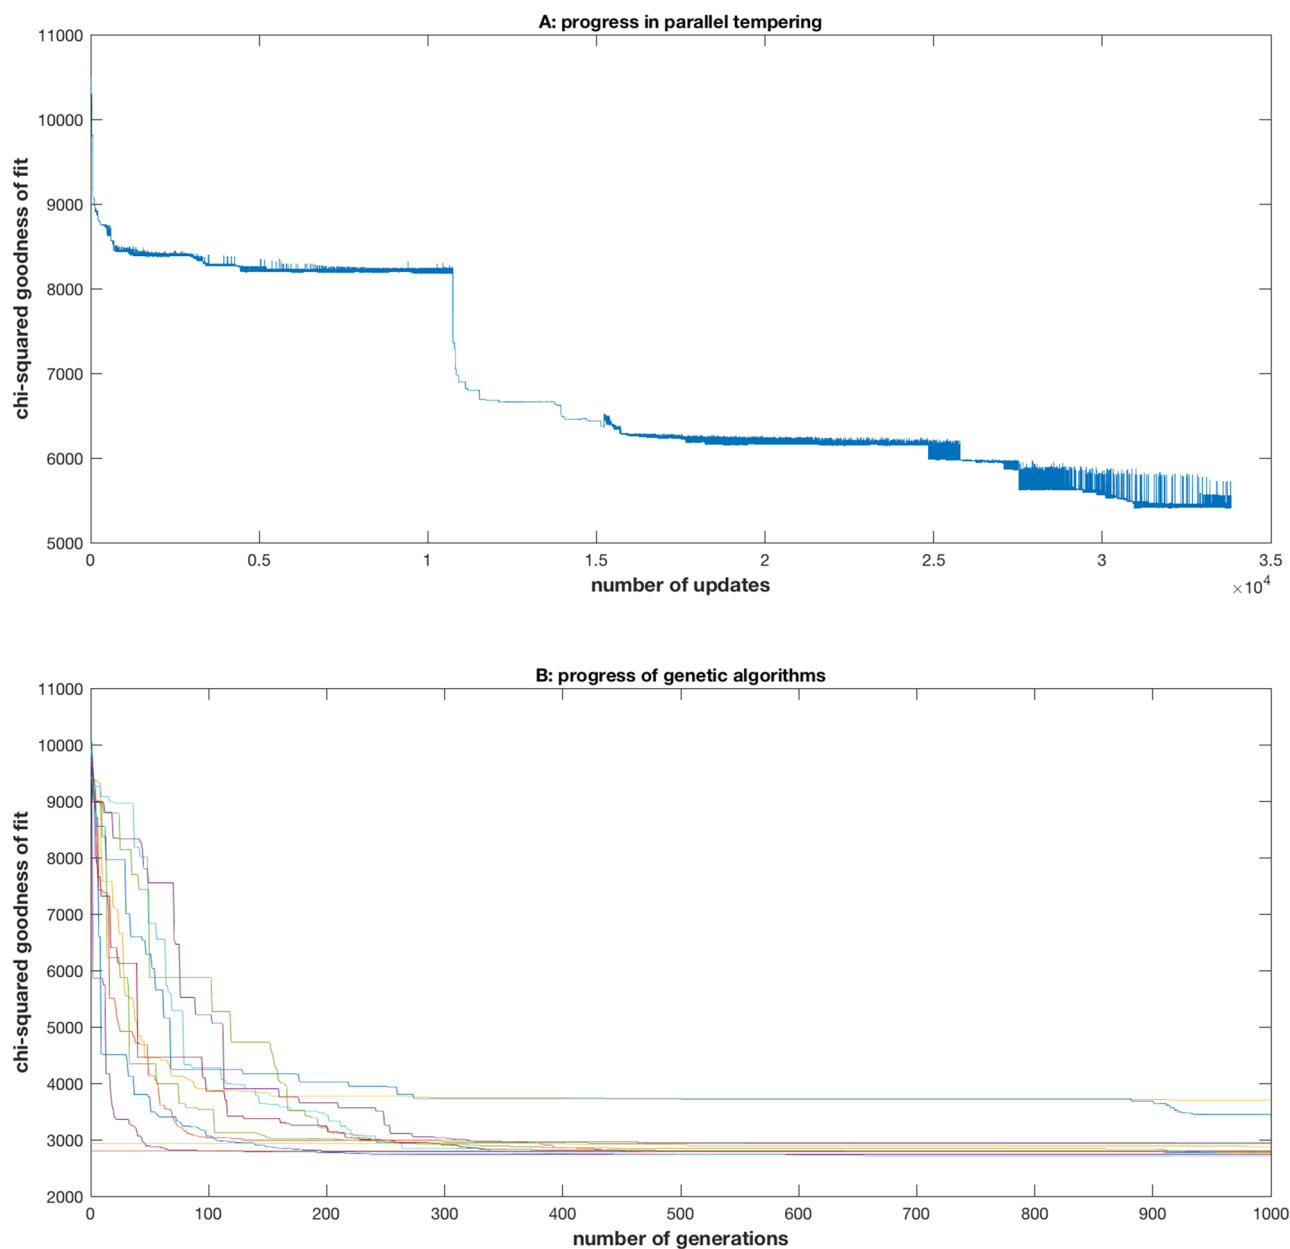 A: progress in parallel tempering
11000
10000
9000
8000
7000
6000
5000
chi-squared goodness of fit
0 0.5 1 1.5 2 2.5 3 3.5
×10⁴
number of updates
B: progress of genetic algorithms
11000
10000
9000
8000
7000
6000
5000
4000
3000
2000
chi-squared goodness of fit
0 100 200 300 400 500 600 700 800 900 1000
number of generations